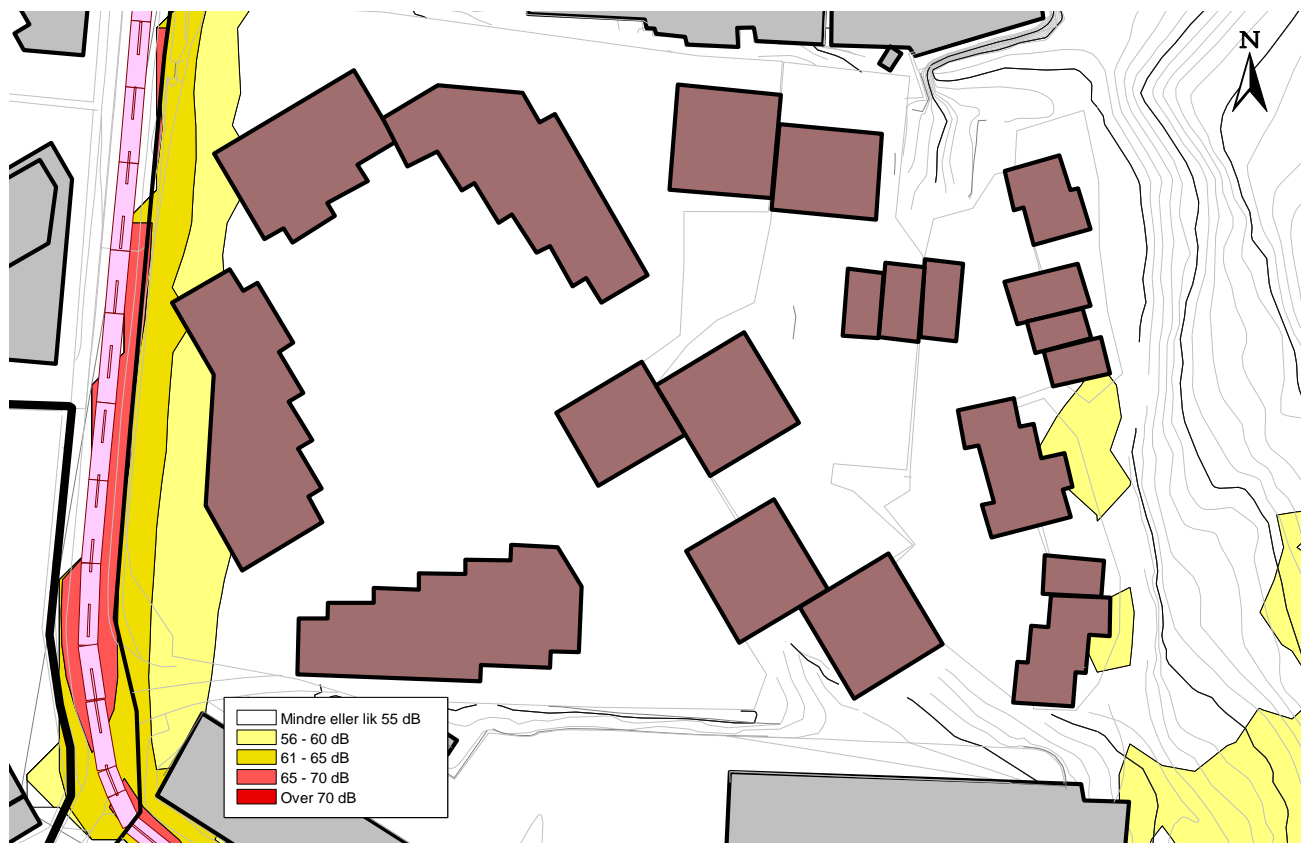 N
Mindre eller lik 55 dB
56 - 60 dB
61 - 65 dB
65 - 70 dB
Over 70 dB